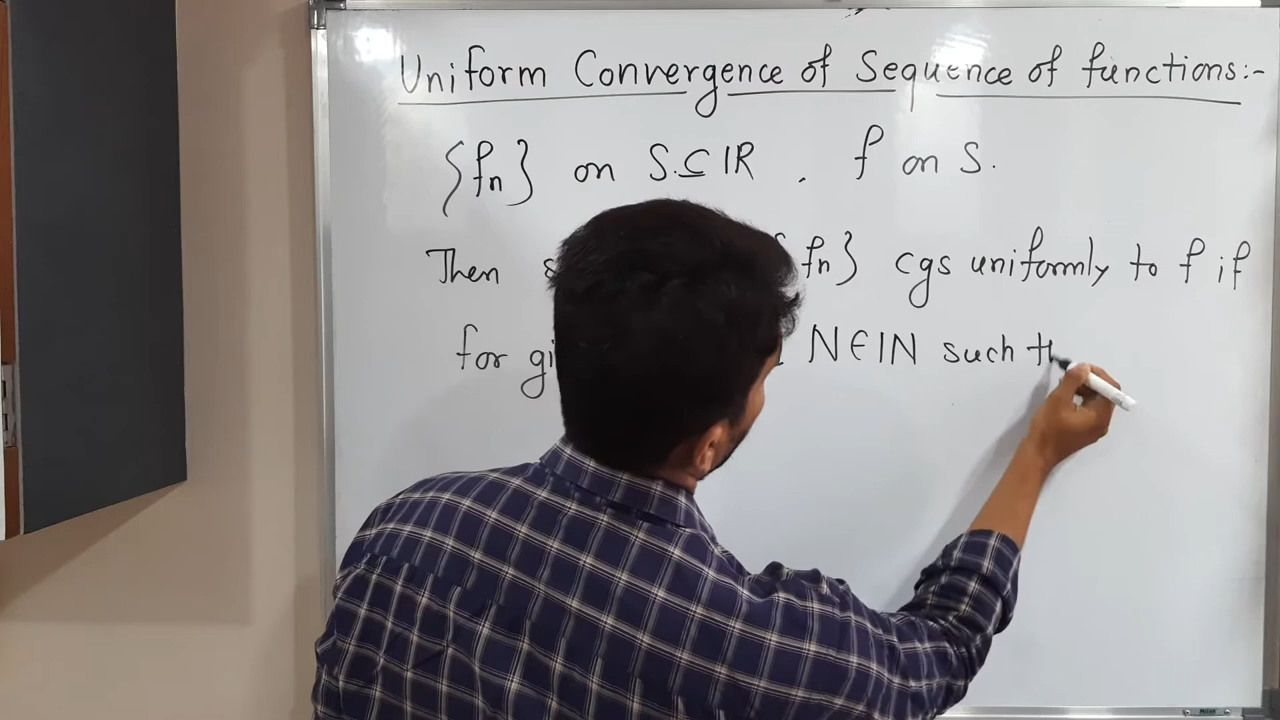 Uniform Convergence of Sequence of functions:-
{fn} on S⊆IR . f on S.
Then fn} cgs uniformly to f if
for N∈IN such